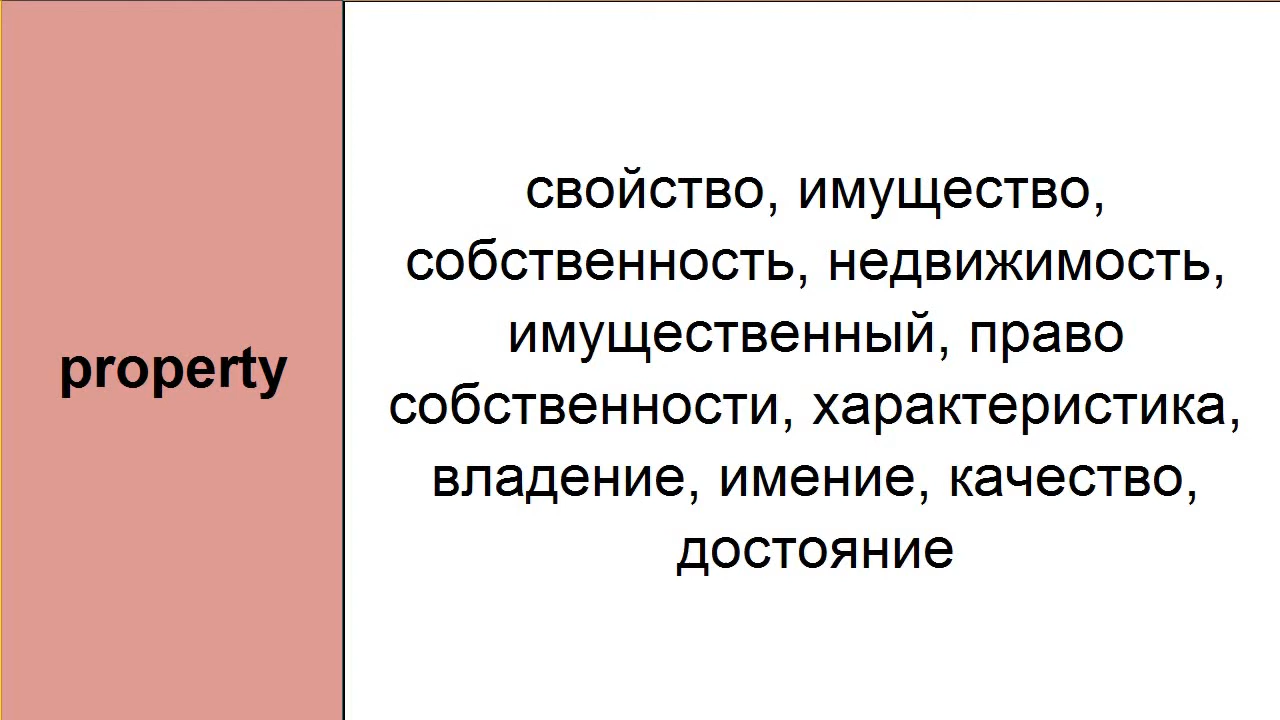 property
свойство, имущество,
собственность, недвижимость,
имущественный, право
собственности, характеристика,
владение, имение, качество,
достояние